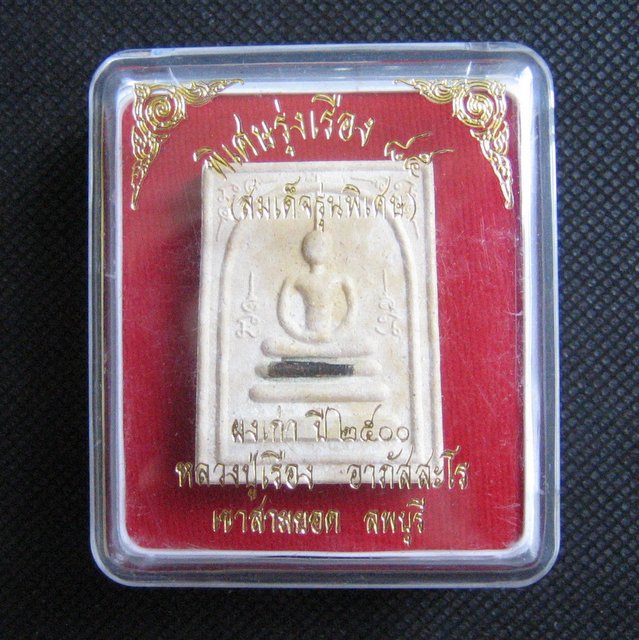 พิเศษรุ่งเรือง ๕๕
(สมเด็จรุ่นพิเศษ)
ผงเก่า ปี ๒๕๐๐
หลวงปู่เรือง อาภัสสะโร
เขาสามยอด ลพบุรี